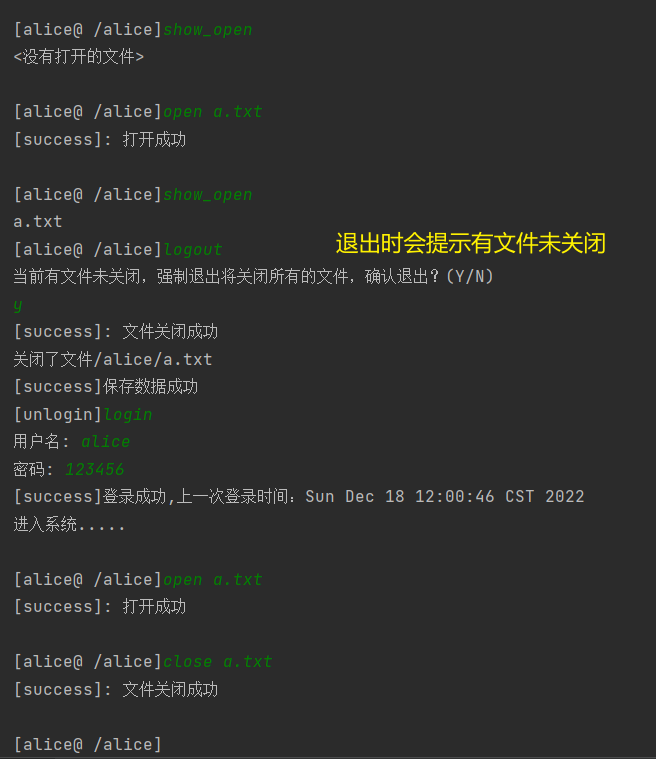 [alice@ /alice]show_open
<没有打开的文件>
[alice@ /alice]open a.txt
[success]: 打开成功
[alice@ /alice]show_open
a.txt
[alice@ /alice]logout
退出时会提示有文件未关闭
当前有文件未关闭，强制退出将关闭所有的文件，确认退出？(Y/N)
y
[success]: 文件关闭成功
关闭了文件/alice/a.txt
[success]保存数据成功
[unlogin]login
用户名: alice
密码: 123456
[success]登录成功,上一次登录时间：Sun Dec 18 12:00:46 CST 2022
进入系统.....
[alice@ /alice]open a.txt
[success]: 打开成功
[alice@ /alice]close a.txt
[success]: 文件关闭成功
[alice@ /alice]